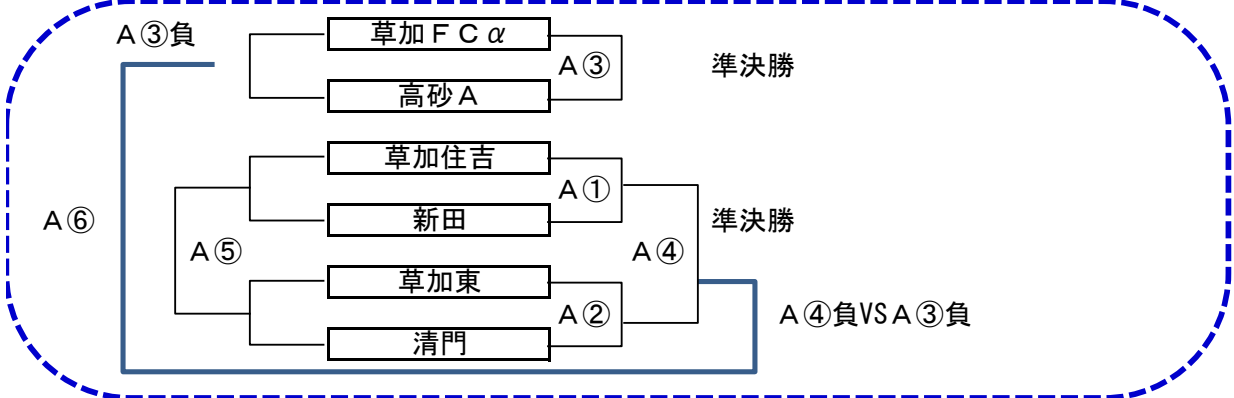 A③負
草加FCα
A③
準決勝
高砂A
草加住吉
A①
A⑥
新田
準決勝
A⑤
A④
草加東
A②
A④負VSA③負
清門